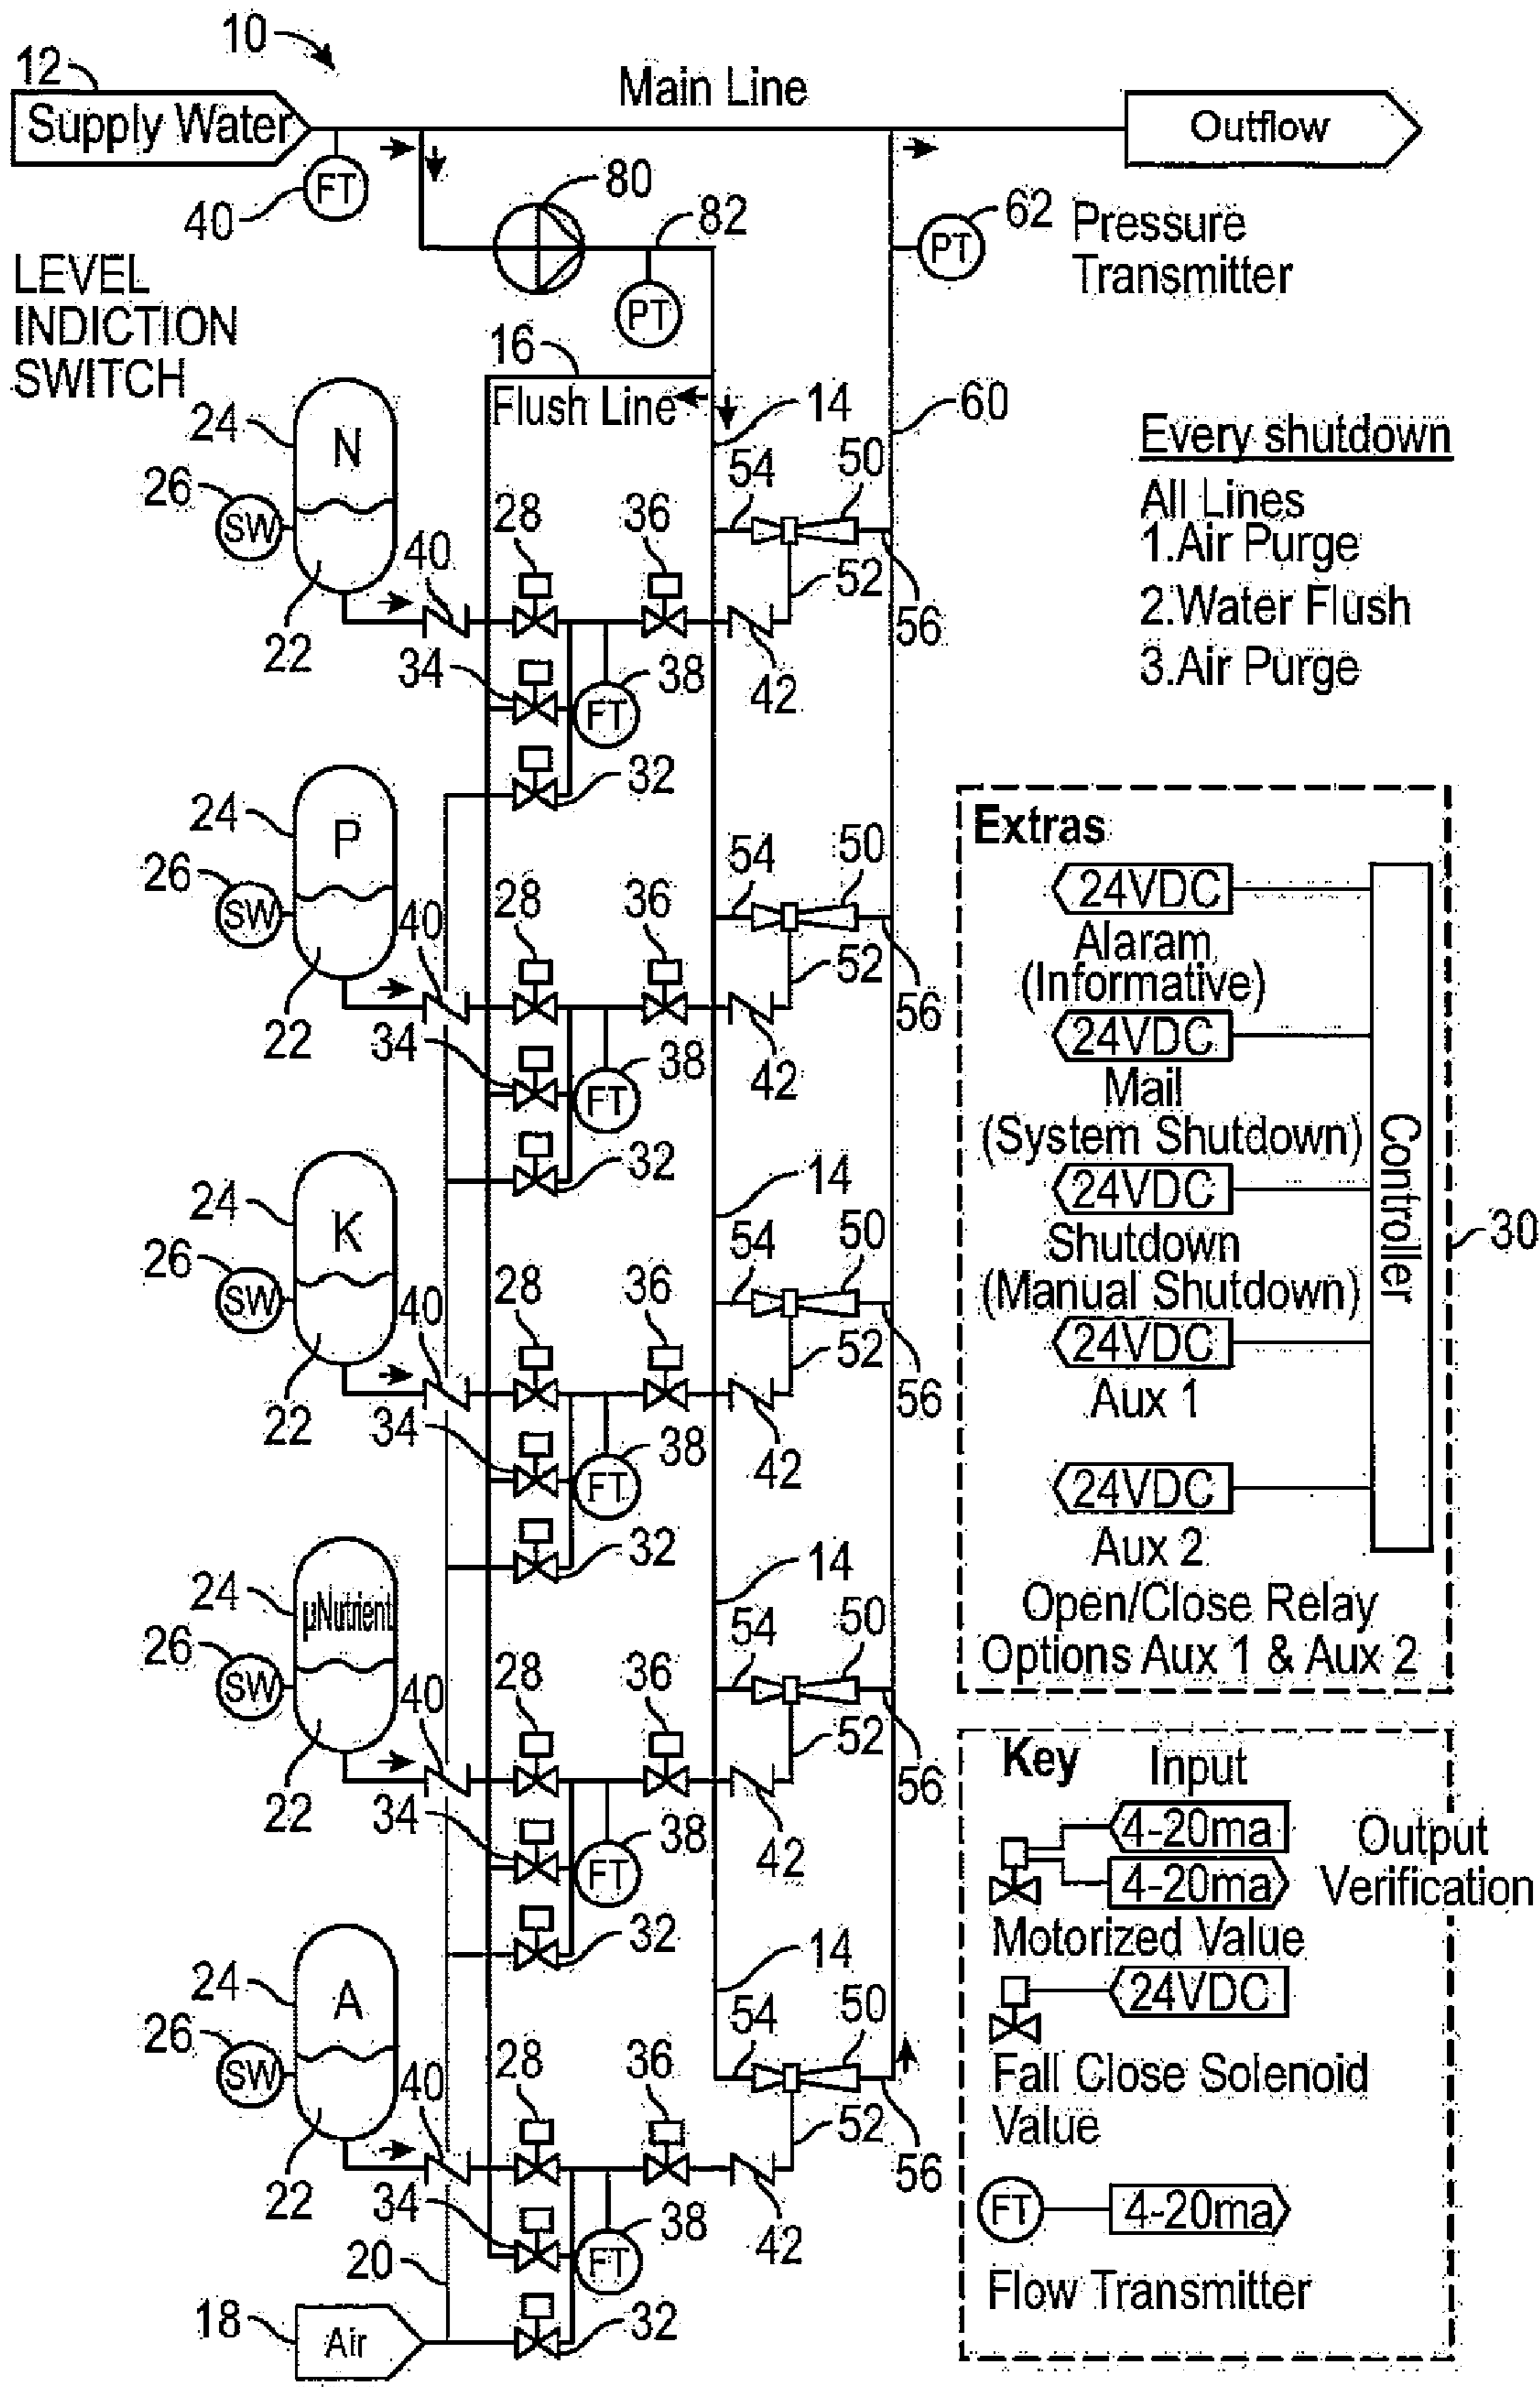 10
12
Supply Water
Main Line
Outflow
FT
40
80
82
PT
PT
62
Pressure
Transmitter
LEVEL
INDICTION
SWITCH
16
Flush Line
14
60
Every shutdown
All Lines
1.Air Purge
2.Water Flush
3.Air Purge
24
N
26
SW
22
40
28
36
54
50
52
56
34
38
FT
42
32
24
P
26
SW
22
40
28
36
54
50
52
56
34
38
FT
42
32
14
24
K
26
SW
22
40
28
36
54
50
52
56
34
38
FT
42
32
14
24
µNutrient
26
SW
22
40
28
36
54
50
52
56
34
38
FT
42
32
14
24
A
26
SW
22
40
28
36
54
50
52
56
34
38
FT
42
20
18
Air
32
Extras
24VDC
Alaram
(Informative)
24VDC
Mail
(System Shutdown)
24VDC
Shutdown
(Manual Shutdown)
24VDC
Aux 1
24VDC
Aux 2
Open/Close Relay
Options Aux 1 & Aux 2
Controller
30
Key
Input
4-20ma
4-20ma
Output
Verification
Motorized Value
24VDC
Fall Close Solenoid
Value
FT
4-20ma
Flow Transmitter